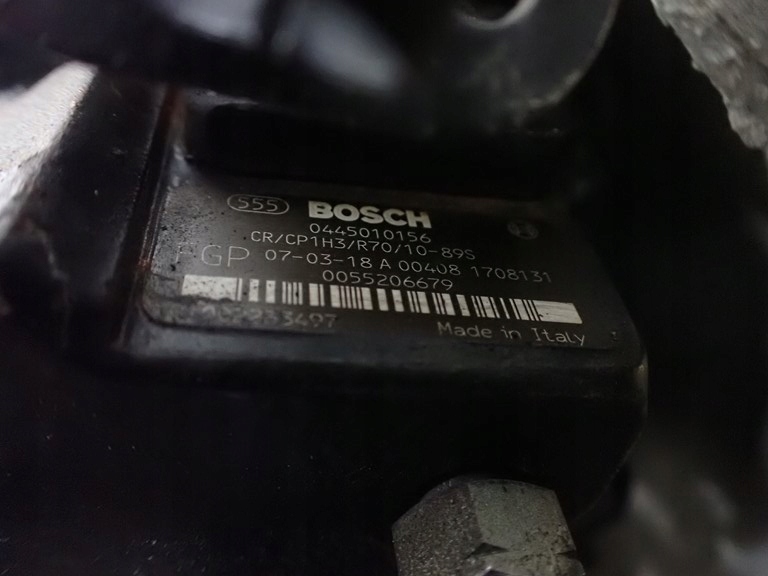 555 BOSCH
0445010156
CR/CP1H3/R70/10-89S
FGP 07-03-18 A 00408 1708131
0055206679
Made in Italy